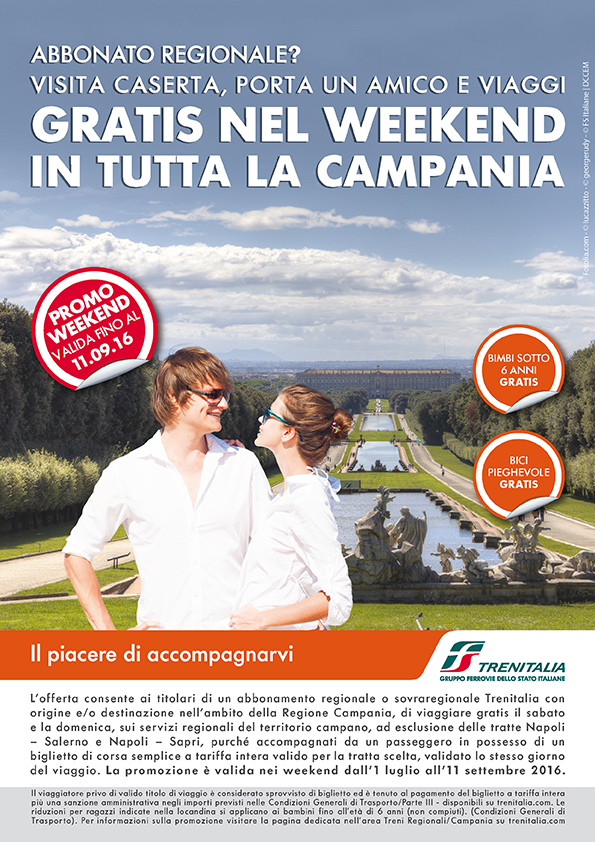 ABBONATO REGIONALE?
VISITA CASERTA, PORTA UN AMICO E VIAGGI
GRATIS NEL WEEKEND
IN TUTTA LA CAMPANIA
Fotolia.com - © lucazzitto - © georgerudy - © FS Italiane | DCCEM
PROMO
WEEKEND
VALIDA FINO AL
11.09.16
BIMBI SOTTO
6 ANNI
GRATIS
BICI
PIEGHEVOLE
GRATIS
Il piacere di accompagnarvi
TRENITALIA
GRUPPO FERROVIE DELLO STATO ITALIANE
L'offerta consente ai titolari di un abbonamento regionale o sovraregionale Trenitalia con
origine e/o destinazione nell'ambito della Regione Campania, di viaggiare gratis il sabato
e la domenica, sui servizi regionali del territorio campano, ad esclusione delle tratte Napoli
– Salerno e Napoli – Sapri, purché accompagnati da un passeggero in possesso di un
biglietto di corsa semplice a tariffa intera valido per la tratta scelta, validato lo stesso giorno
del viaggio. La promozione è valida nei weekend dall'1 luglio all'11 settembre 2016.
Il viaggiatore privo di valido titolo di viaggio è considerato sprovvisto di biglietto ed è tenuto al pagamento del biglietto a tariffa intera
più una sanzione amministrativa negli importi previsti nelle Condizioni Generali di Trasporto/Parte III - disponibili su trenitalia.com. Le
riduzioni per ragazzi indicate nella locandina si applicano ai bambini fino all'età di 6 anni (non compiuti). (Condizioni Generali di
Trasporto). Per informazioni sulla promozione visitare la pagina dedicata nell'area Treni Regionali/Campania su trenitalia.com